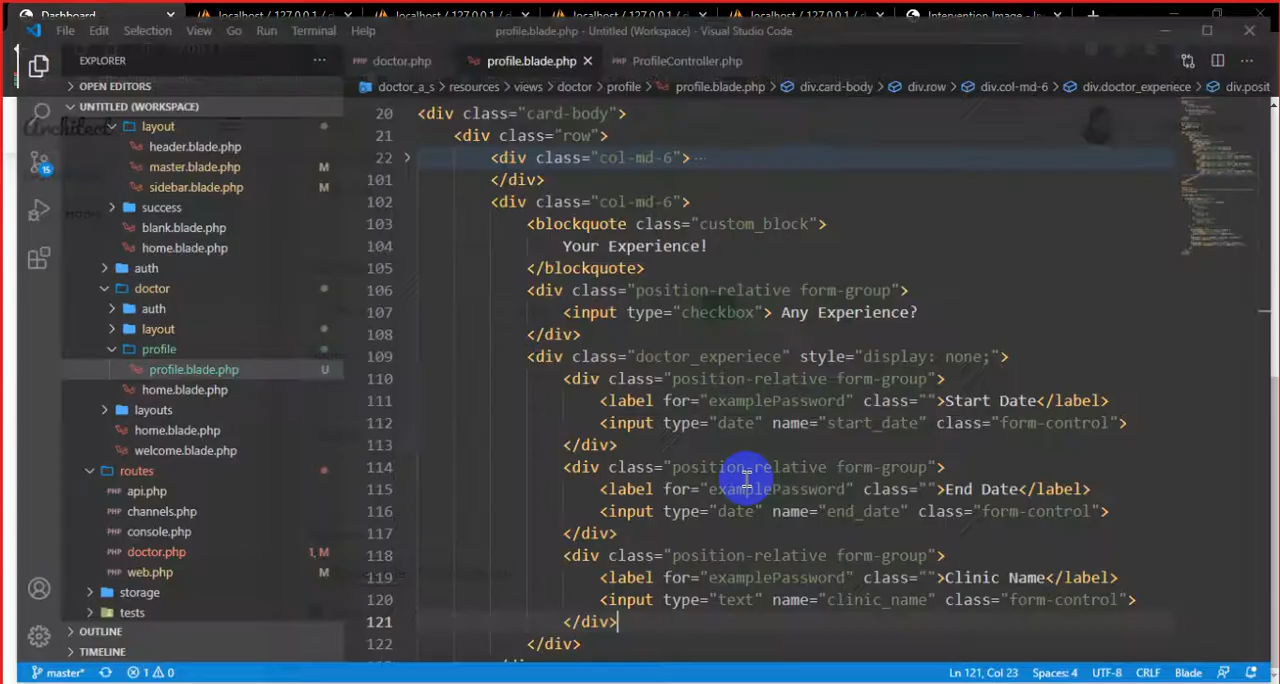 Dashboard
localhost / 127.0.0.1 /
localhost / 127.0.0.1 /
localhost / 127.0.0.1 /
localhost / 127.0.0.1 /
Intervention Image - In
File Edit Selection View Go Run Terminal Help
profile.blade.php - Untitled (Workspace) - Visual Studio Code
EXPLORER
doctor.php
profile.blade.php
ProfileController.php
OPEN EDITORS
doctor_a_s > resources > views > doctor > profile > profile.blade.php > div.card-body > div.row > div.col-md-6 > div.doctor_experiece > div.posit
UNTITLED (WORKSPACE)
layout
header.blade.php
master.blade.php M
sidebar.blade.php M
success
blank.blade.php
home.blade.php
auth
doctor
auth
layout
profile
profile.blade.php U
home.blade.php
layouts
home.blade.php
welcome.blade.php
routes
PHP api.php
PHP channels.php
PHP console.php
PHP doctor.php 1, M
PHP web.php M
storage
tests
OUTLINE
TIMELINE
Architect
15
20 <div class="card-body">
21 <div class="row">
22 <div class="col-md-6"> ...
101 </div>
102 <div class="col-md-6">
103 <blockquote class="custom_block">
104 Your Experience!
105 </blockquote>
106 <div class="position-relative form-group">
107 <input type="checkbox"> Any Experience?
108 </div>
109 <div class="doctor_experiece" style="display: none;">
110 <div class="position-relative form-group">
111 <label for="examplePassword" class="">Start Date</label>
112 <input type="date" name="start_date" class="form-control">
113 </div>
114 <div class="position-relative form-group">
115 <label for="examplePassword" class="">End Date</label>
116 <input type="date" name="end_date" class="form-control">
117 </div>
118 <div class="position-relative form-group">
119 <label for="examplePassword" class="">Clinic Name</label>
120 <input type="text" name="clinic_name" class="form-control">
121 </div>
122 </div>
master* 1 0
Ln 121, Col 23 Spaces: 4 UTF-8 CRLF Blade